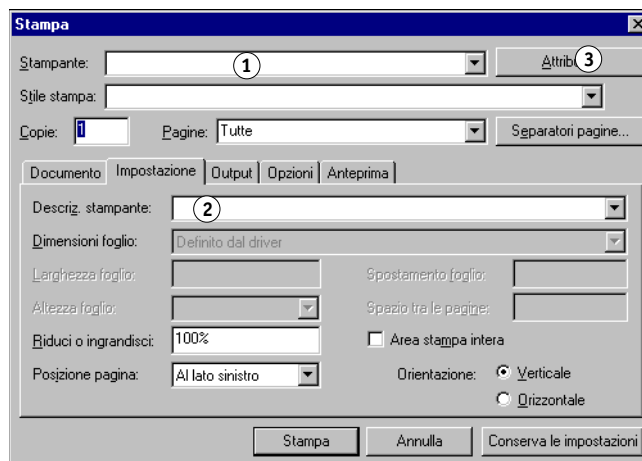 Stampa
Stampante: 1 Attrib 3
Stile stampa:
Copie: 1 Pagine: Tutte Separatori pagine...
Documento Impostazione Output Opzioni Anteprima
Descriz. stampante: 2
Dimensioni foglio: Definito dal driver
Larghezza foglio: Spostamento foglio:
Altezza foglio: Spazio tra le pagine:
Riduci o ingrandisci: 100% Area stampa intera
Posizione pagina: Al lato sinistro Orientazione: Verticale
Orizzontale
Stampa Annulla Conserva le impostazioni